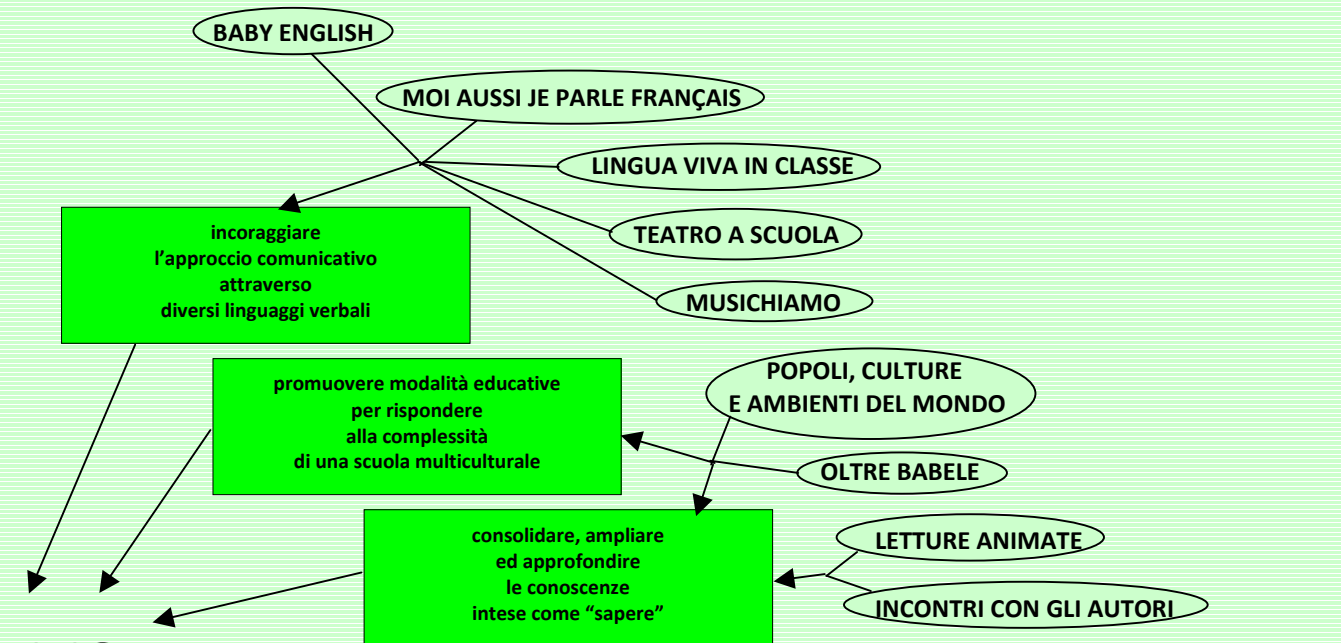 BABY ENGLISH
MOI AUSSI JE PARLE FRANÇAIS
LINGUA VIVA IN CLASSE
TEATRO A SCUOLA
MUSICHIAMO
incoraggiare
l’approccio comunicativo
attraverso
diversi linguaggi verbali
promuovere modalità educative
per rispondere
alla complessità
di una scuola multiculturale
POPOLI, CULTURE
E AMBIENTI DEL MONDO
OLTRE BABELE
consolidare, ampliare
ed approfondire
le conoscenze
intese come “sapere”
LETTURE ANIMATE
INCONTRI CON GLI AUTORI